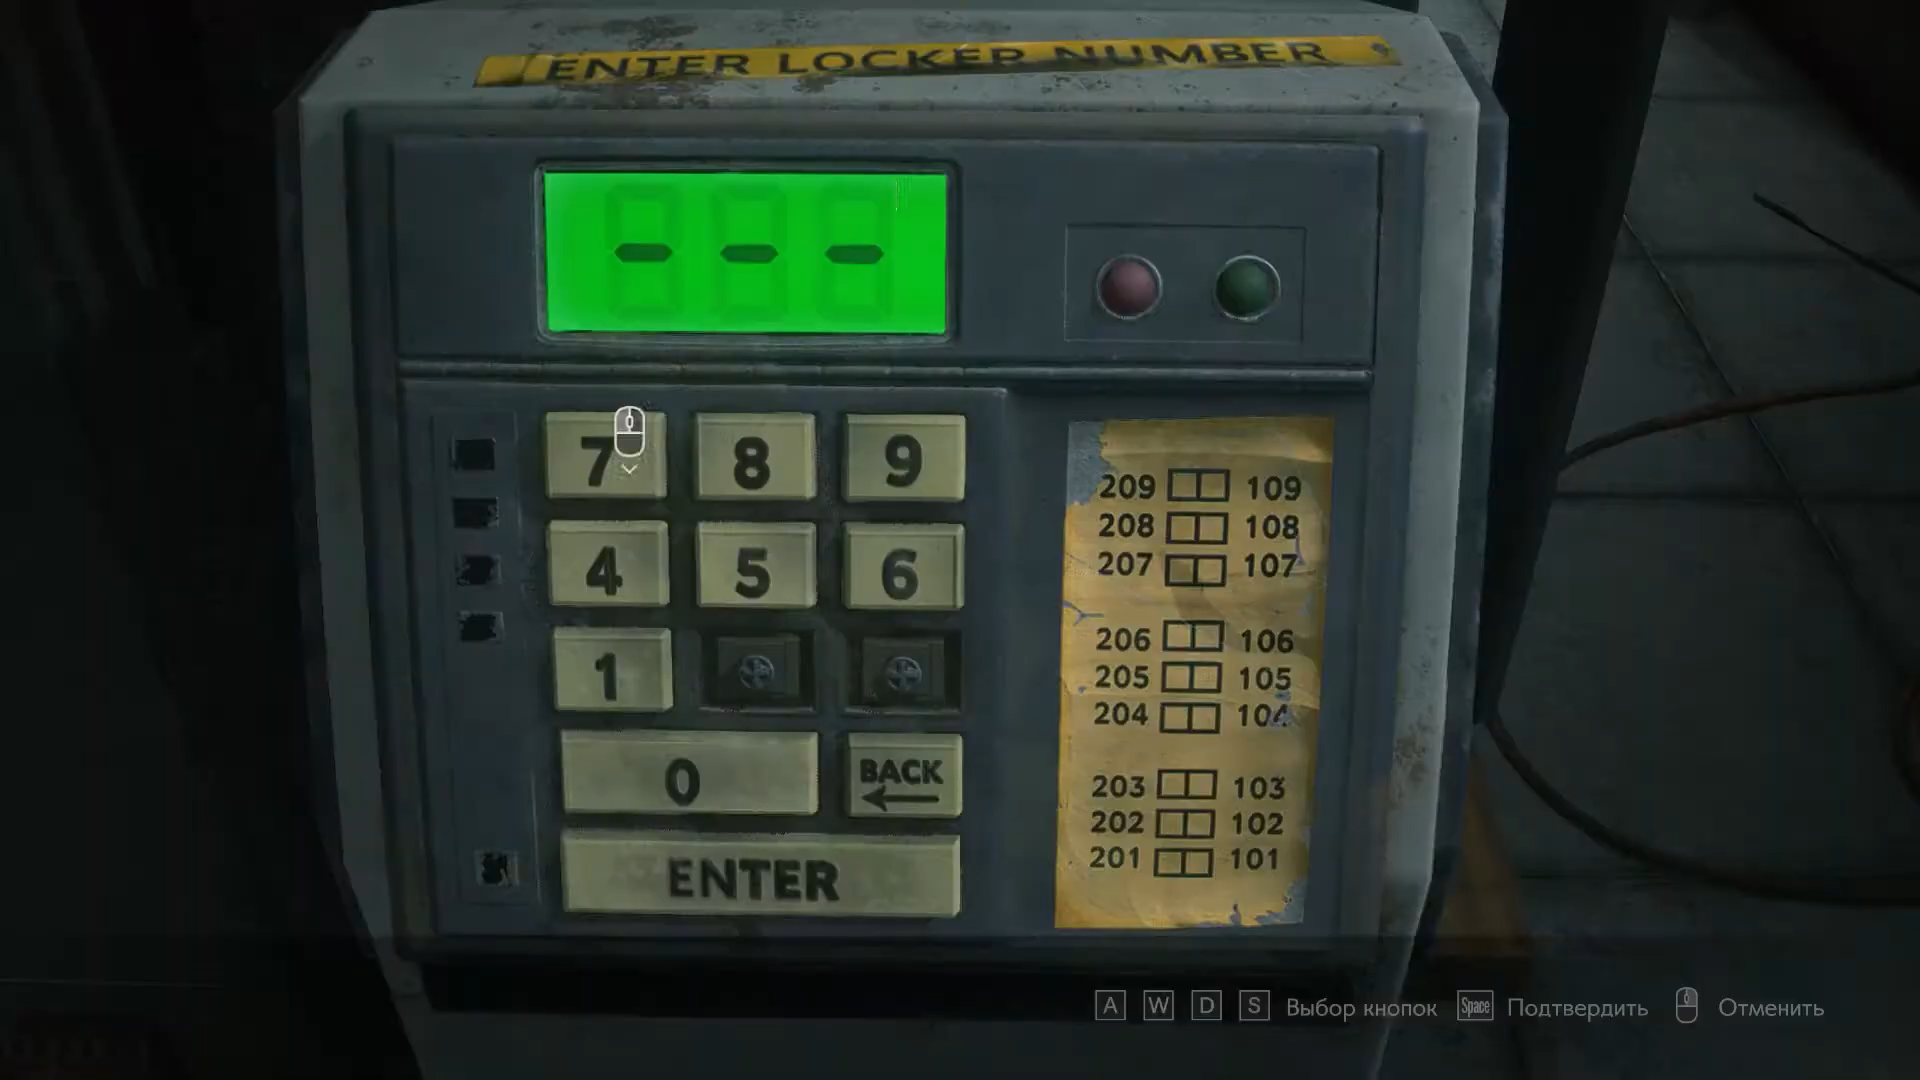 ENTER LOCKER NUMBER
- - -
7 8 9
4 5 6
1
0 BACK
ENTER
209 109
208 108
207 107
206 106
205 105
204 104
203 103
202 102
201 101
A W D S Выбор кнопок Space Подтвердить Отменить